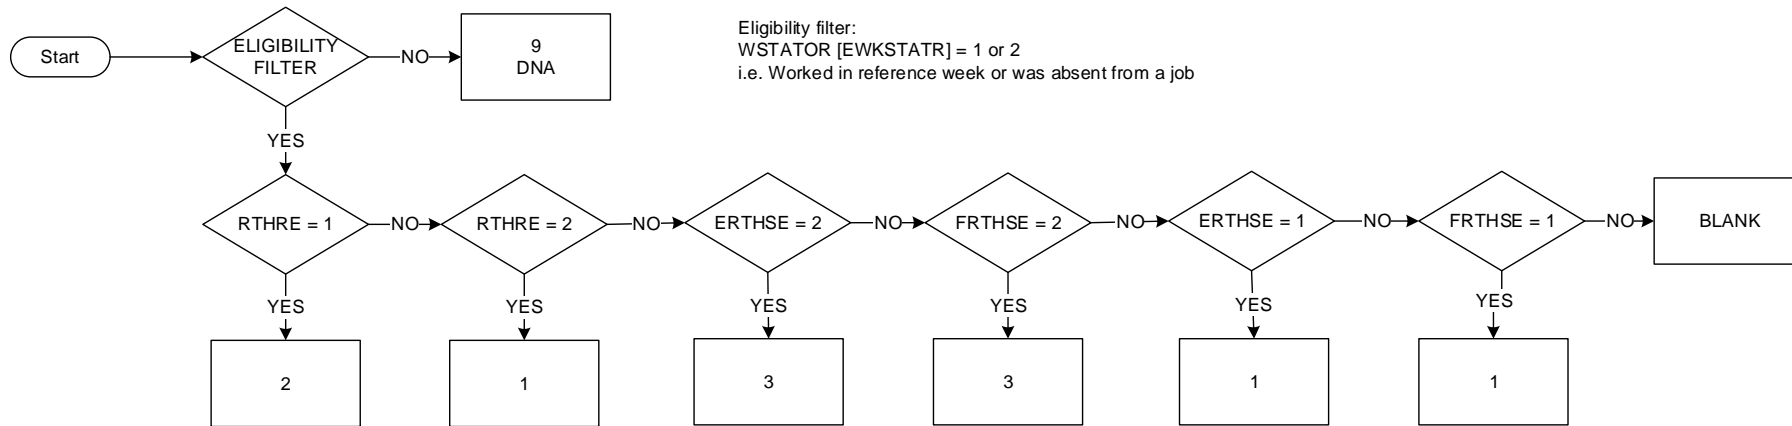 Eligibility filter:
WSTATOR [EWKSTATR] = 1 or 2
i.e. Worked in reference week or was absent from a job
Start
ELIGIBILITY
FILTER
NO
9
DNA
YES
RTHRE = 1
NO
RTHRE = 2
NO
ERTHSE = 2
NO
FRTHSE = 2
NO
ERTHSE = 1
NO
FRTHSE = 1
NO
BLANK
YES
YES
YES
YES
YES
YES
2
1
3
3
1
1